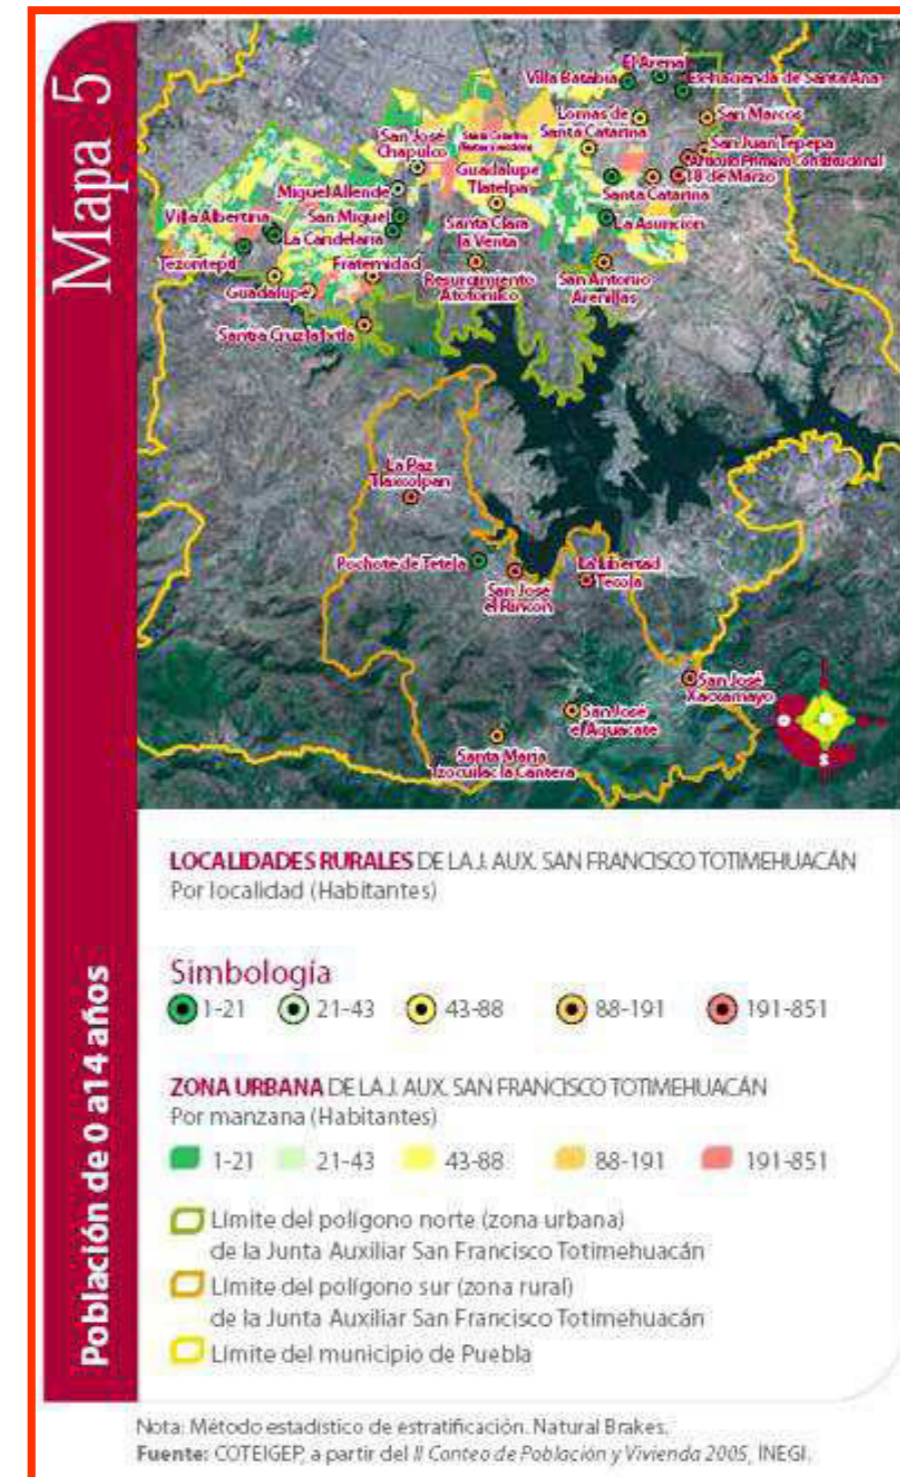 Mapa 5
Población de 0 a 14 años
El Arenal
Villa Batabia
Ex-hacienda de Santa Ana
Lomas de
Santa Catarina
San Marcos
San Juan Tepepa
Artículo Primero Constitucional
18 de Marzo
San José
Chapulco
Guadalupe
Tlatelpa
Santa Catarina
Miguel Allende
Villa Albertina
San Miguel
La Candelaria
Santa Clara
la Venta
La Asunción
Tezontepd
Fraternidad
Guadalupe
Resurgimiento
Atotonilco
San Antonio
Arenillas
La Paz
Tlaxcolpan
Pochote de Tetela
San José
el Rincon
La Libertad
Tecola
San José
Xacxamayo
San José
el Aguacate
Santa María
Tzocuilac la Cantera
S
LOCALIDADES RURALES DE LA J. AUX. SAN FRANCISCO TOTIMEHUACÁN
Por localidad (Habitantes)
Simbología
1-21 21-43 43-88 88-191 191-851
ZONA URBANA DE LA J. AUX. SAN FRANCISCO TOTIMEHUACÁN
Por manzana (Habitantes)
1-21 21-43 43-88 88-191 191-851
Límite del polígono norte (zona urbana)
de la Junta Auxiliar San Francisco Totimehuacán
Límite del polígono sur (zona rural)
de la Junta Auxiliar San Francisco Totimehuacán
Límite del municipio de Puebla
Nota: Método estadístico de estratificación. Natural Brakes.
Fuente: COTEIGEP, a partir del II Conteo de Población y Vivienda 2005, INEGI.